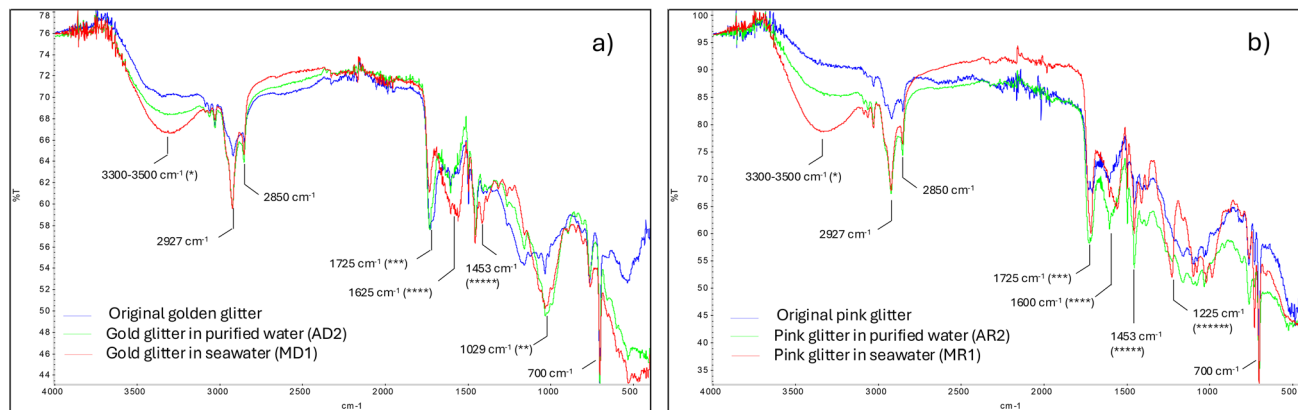 a)
78
76
74
72
70
68
66
64
62
60
58
56
54
52
50
48
46
44
%T
3300-3500 cm⁻¹ (*)
2850 cm⁻¹
2927 cm⁻¹
1725 cm⁻¹ (***)
1453 cm⁻¹
(*****)
1625 cm⁻¹ (****)
1029 cm⁻¹ (**)
700 cm⁻¹
Original golden glitter
Gold glitter in purified water (AD2)
Gold glitter in seawater (MD1)
4000 3500 3000 2500 2000 1500 1000 500
cm-1
b)
100
95
90
85
80
75
70
65
60
55
50
45
40
35
%T
3300-3500 cm⁻¹ (*)
2850 cm⁻¹
2927 cm⁻¹
1725 cm⁻¹ (***)
1600 cm⁻¹ (****)
1453 cm⁻¹
(*****)
1225 cm⁻¹
(******)
700 cm⁻¹
Original pink glitter
Pink glitter in purified water (AR2)
Pink glitter in seawater (MR1)
4000 3500 3000 2500 2000 1500 1000 500
cm-1